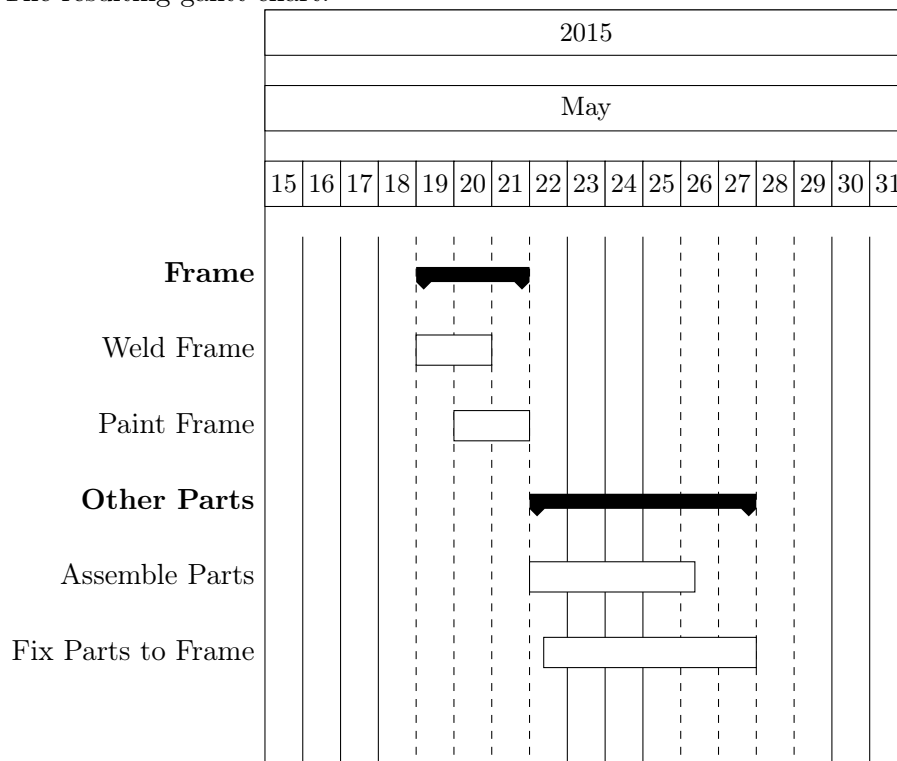 The resulting gantt chart:
2015
May
15 16 17 18 19 20 21 22 23 24 25 26 27 28 29 30 31
Frame
Weld Frame
Paint Frame
Other Parts
Assemble Parts
Fix Parts to Frame